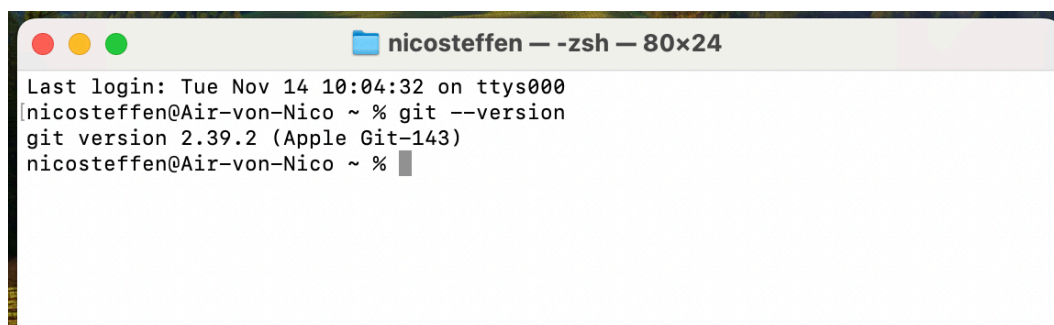 nicosteffen — -zsh — 80×24
Last login: Tue Nov 14 10:04:32 on ttys000
[nicosteffen@Air-von-Nico ~ % git --version
git version 2.39.2 (Apple Git-143)
nicosteffen@Air-von-Nico ~ %